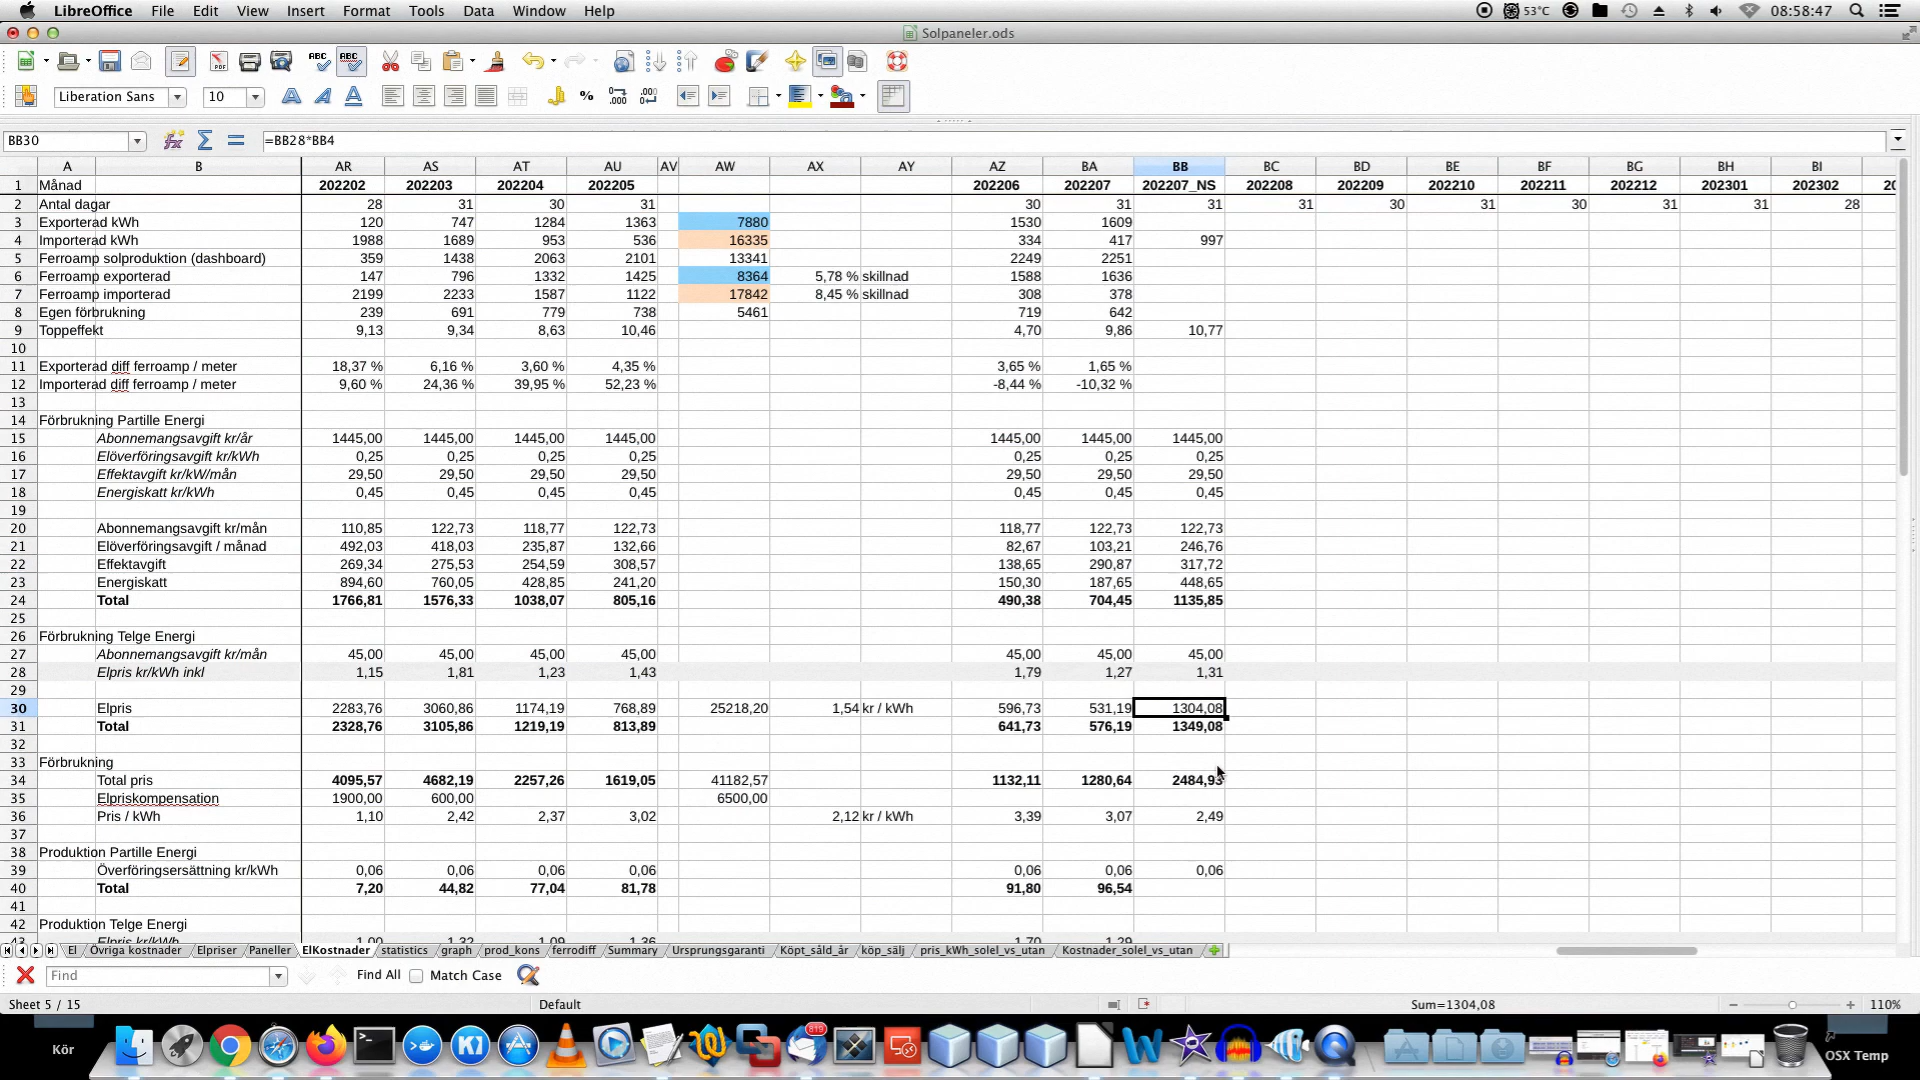 LibreOffice File Edit View Insert Format Tools Data Window Help 53°C 08:58:47
Solpaneler.ods
Liberation Sans 10
BB30 =BB28*BB4
A B AR AS AT AU AV AW AX AY AZ BA BB BC BD BE BF BG BH BI
1 Månad 202202 202203 202204 202205 202206 202207 202207_NS 202208 202209 202210 202211 202212 202301 202302 20
2 Antal dagar 28 31 30 31 30 31 31 31 30 31 30 31 31 28
3 Exporterad kWh 120 747 1284 1363 7880 1530 1609
4 Importerad kWh 1988 1689 953 536 16335 334 417 997
5 Ferroamp solproduktion (dashboard) 359 1438 2063 2101 13341 2249 2251
6 Ferroamp exporterad 147 796 1332 1425 8364 5,78 % skillnad 1588 1636
7 Ferroamp importerad 2199 2233 1587 1122 17842 8,45 % skillnad 308 378
8 Egen förbrukning 239 691 779 738 5461 719 642
9 Toppeffekt 9,13 9,34 8,63 10,46 4,70 9,86 10,77
10
11 Exporterad diff ferroamp / meter 18,37 % 6,16 % 3,60 % 4,35 % 3,65 % 1,65 %
12 Importerad diff ferroamp / meter 9,60 % 24,36 % 39,95 % 52,23 % -8,44 % -10,32 %
13
14 Förbrukning Partille Energi
15 Abonnemangsavgift kr/år 1445,00 1445,00 1445,00 1445,00 1445,00 1445,00 1445,00
16 Elöverföringsavgift kr/kWh 0,25 0,25 0,25 0,25 0,25 0,25 0,25
17 Effektavgift kr/kW/mån 29,50 29,50 29,50 29,50 29,50 29,50 29,50
18 Energiskatt kr/kWh 0,45 0,45 0,45 0,45 0,45 0,45 0,45
19
20 Abonnemangsavgift kr/mån 110,85 122,73 118,77 122,73 118,77 122,73 122,73
21 Elöverföringsavgift / månad 492,03 418,03 235,87 132,66 82,67 103,21 246,76
22 Effektavgift 269,34 275,53 254,59 308,57 138,65 290,87 317,72
23 Energiskatt 894,60 760,05 428,85 241,20 150,30 187,65 448,65
24 Total 1766,81 1576,33 1038,07 805,16 490,38 704,45 1135,85
25
26 Förbrukning Telge Energi
27 Abonnemangsavgift kr/mån 45,00 45,00 45,00 45,00 45,00 45,00 45,00
28 Elpris kr/kWh inkl 1,15 1,81 1,23 1,43 1,79 1,27 1,31
29
30 Elpris 2283,76 3060,86 1174,19 768,89 25218,20 1,54 kr / kWh 596,73 531,19 1304,08
31 Total 2328,76 3105,86 1219,19 813,89 641,73 576,19 1349,08
32
33 Förbrukning
34 Total pris 4095,57 4682,19 2257,26 1619,05 41182,57 1132,11 1280,64 2484,93
35 Elpriskompensation 1900,00 600,00 6500,00
36 Pris / kWh 1,10 2,42 2,37 3,02 2,12 kr / kWh 3,39 3,07 2,49
37
38 Produktion Partille Energi
39 Överföringsersättning kr/kWh 0,06 0,06 0,06 0,06 0,06 0,06 0,06
40 Total 7,20 44,82 77,04 81,78 91,80 96,54
41
42 Produktion Telge Energi
43 Elpris kr/kWh 1,00 1,32 1,09 1,36 1,70 1,29
El Övriga kostnader Elpriser Paneller ElKostnader statistics graph prod_kons ferrodiff Summary Ursprungsgaranti Köpt_såld_år köp_sälj pris_kWh_solel_vs_utan Kostnader_solel_vs_utan
Find Find All Match Case
Sheet 5 / 15 Default Sum=1304,08 110%
819
Kör OSX Temp